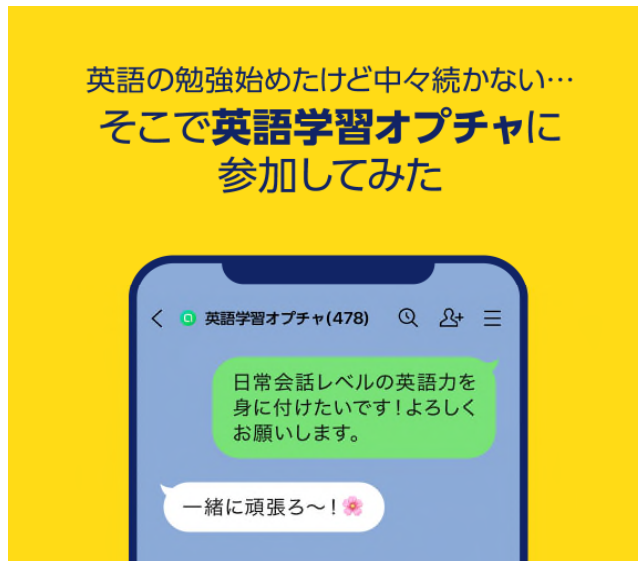 英語の勉強始めたけど中々続かない…
そこで英語学習オプチャに
参加してみた
英語学習オプチャ(478)
日常会話レベルの英語力を
身に付けたいです!よろしく
お願いします。
一緒に頑張ろ〜!🌸